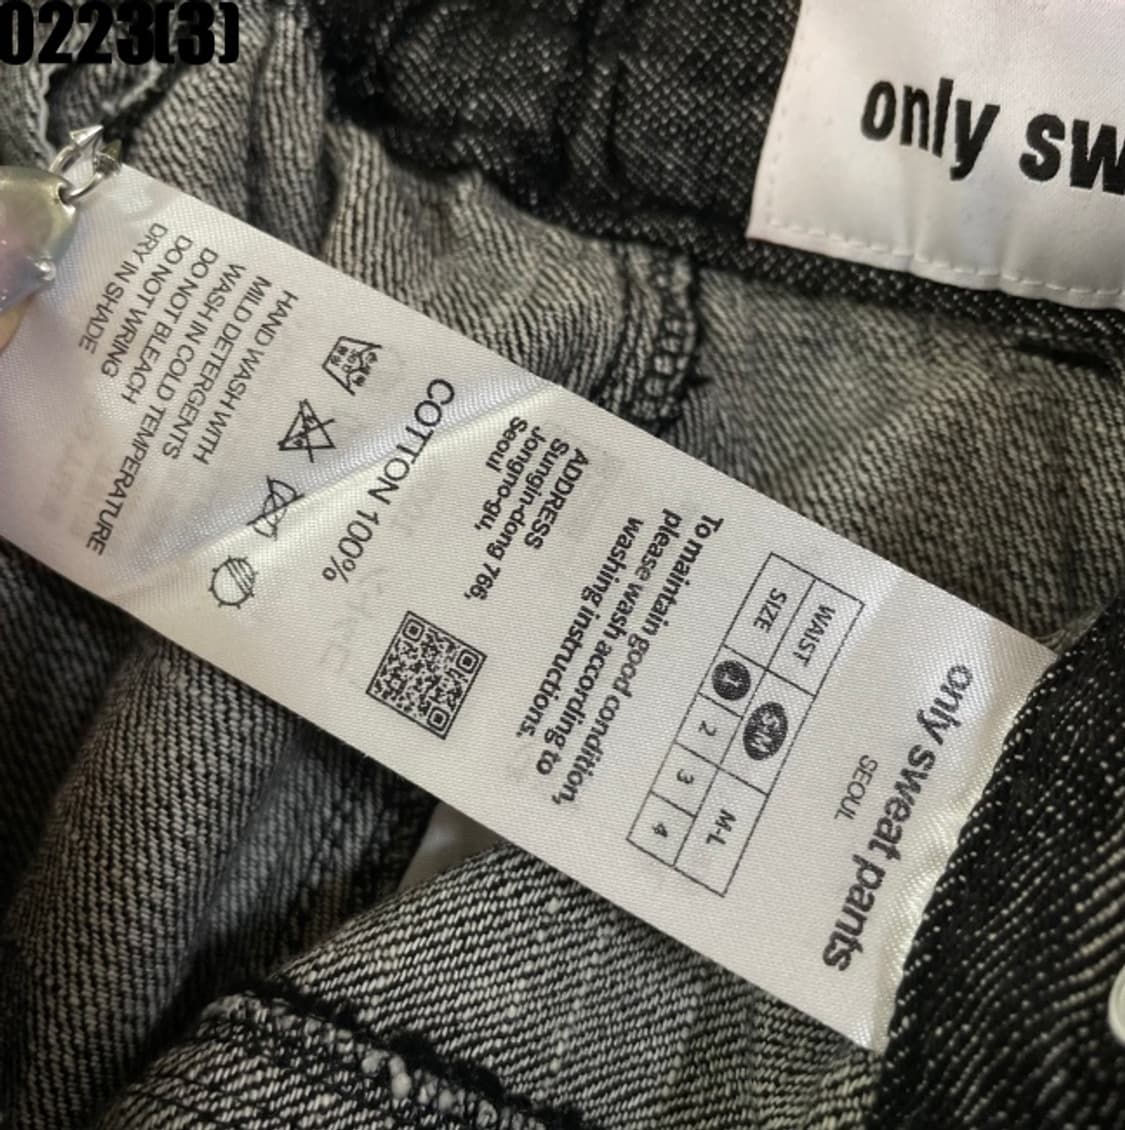 0223(3)
only sw
only sweat pants
SEOUL
WAIST S-M M-L
SIZE 1 2 3 4
To maintain good condition,
please wash according to
washing instructions.
ADDRESS
Sungin-dong 766,
Jongno-gu,
Seoul
COTTON 100%
HAND WASH WITH
MILD DETERGENTS
WASH IN COLD TEMPERATURE
DO NOT BLEACH
DO NOT WRING
DRY IN SHADE